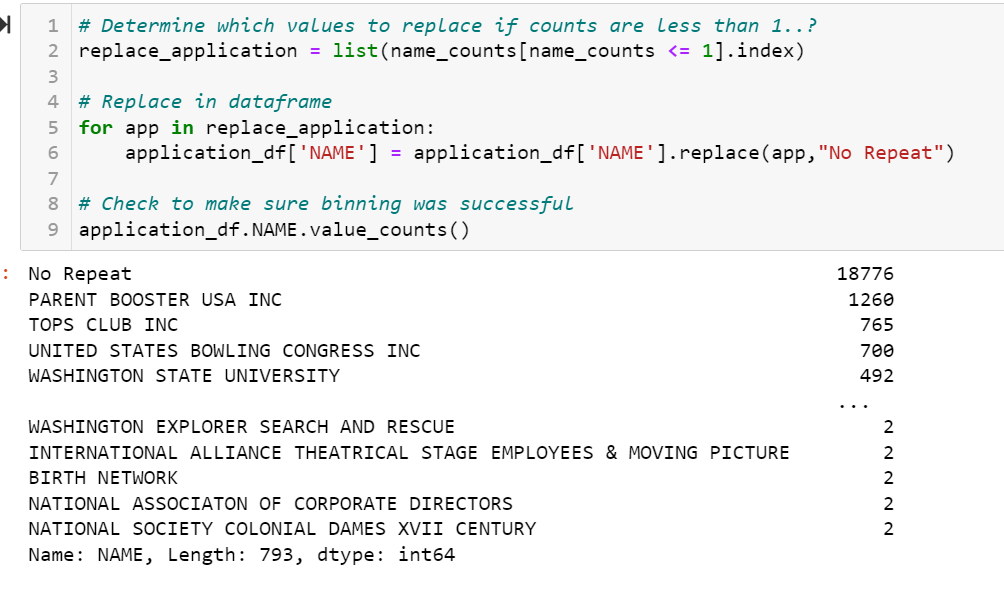 1 # Determine which values to replace if counts are less than 1..?
2 replace_application = list(name_counts[name_counts <= 1].index)
3
4 # Replace in dataframe
5 for app in replace_application:
6     application_df['NAME'] = application_df['NAME'].replace(app,"No Repeat")
7
8 # Check to make sure binning was successful
9 application_df.NAME.value_counts()
: No Repeat 18776
PARENT BOOSTER USA INC 1260
TOPS CLUB INC 765
UNITED STATES BOWLING CONGRESS INC 700
WASHINGTON STATE UNIVERSITY 492
...
WASHINGTON EXPLORER SEARCH AND RESCUE 2
INTERNATIONAL ALLIANCE THEATRICAL STAGE EMPLOYEES & MOVING PICTURE 2
BIRTH NETWORK 2
NATIONAL ASSOCIATON OF CORPORATE DIRECTORS 2
NATIONAL SOCIETY COLONIAL DAMES XVII CENTURY 2
Name: NAME, Length: 793, dtype: int64